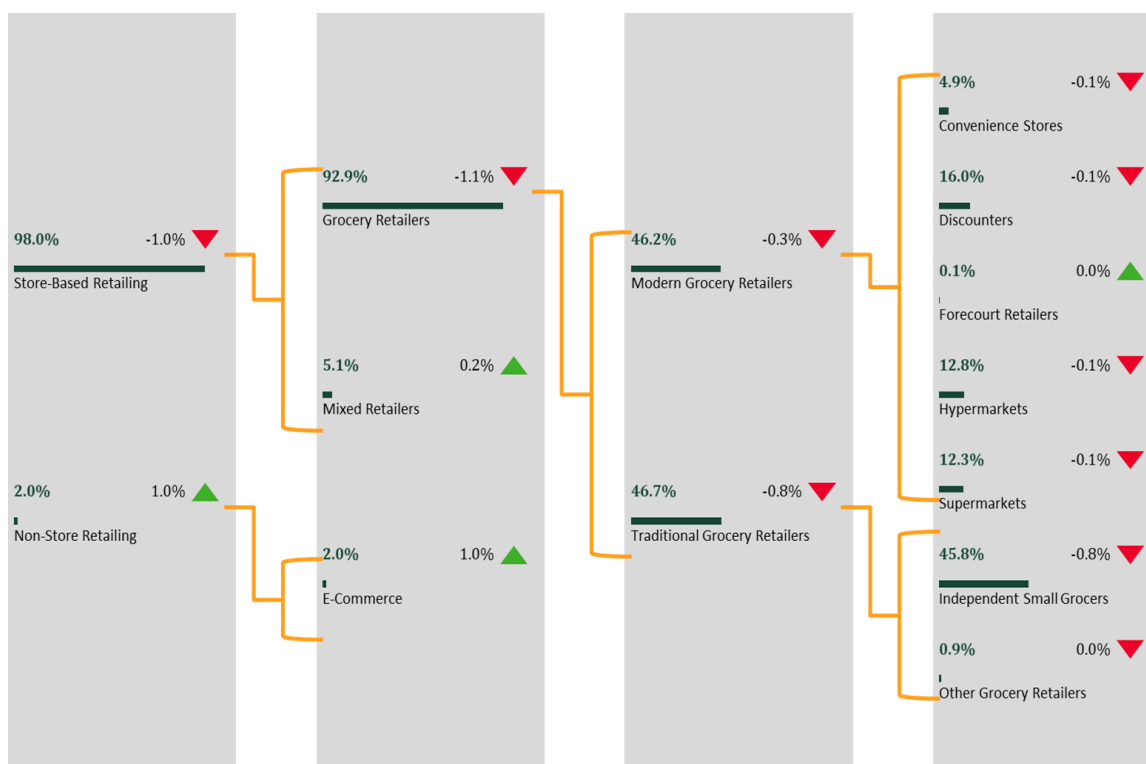 98.0% -1.0%
Store-Based Retailing
2.0% 1.0%
Non-Store Retailing
92.9% -1.1%
Grocery Retailers
5.1% 0.2%
Mixed Retailers
2.0% 1.0%
E-Commerce
46.2% -0.3%
Modern Grocery Retailers
46.7% -0.8%
Traditional Grocery Retailers
4.9% -0.1%
Convenience Stores
16.0% -0.1%
Discounters
0.1% 0.0%
Forecourt Retailers
12.8% -0.1%
Hypermarkets
12.3% -0.1%
Supermarkets
45.8% -0.8%
Independent Small Grocers
0.9% 0.0%
Other Grocery Retailers